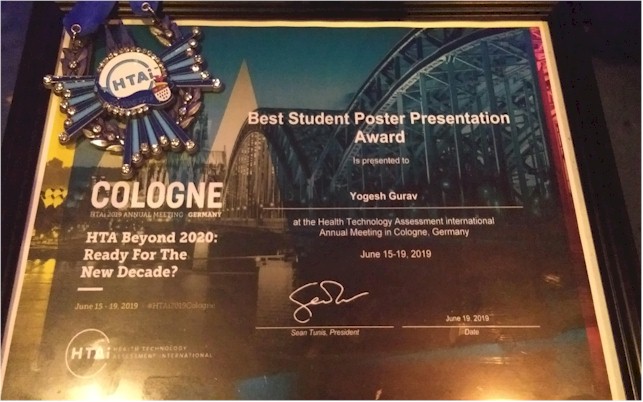 HTAi
Best Student Poster Presentation
Award
Is presented to
Yogesh Gurav
at the Health Technology Assessment international
Annual Meeting in Cologne, Germany
June 15-19, 2019
COLOGNE
HTAi 2019 ANNUAL MEETING GERMANY
HTA Beyond 2020:
Ready For The
New Decade?
June 15 - 19, 2019 | #HTAi2019Cologne
Sean Tunis, President
June 19, 2019
Date
HTAi
HEALTH TECHNOLOGY
ASSESSMENT INTERNATIONAL